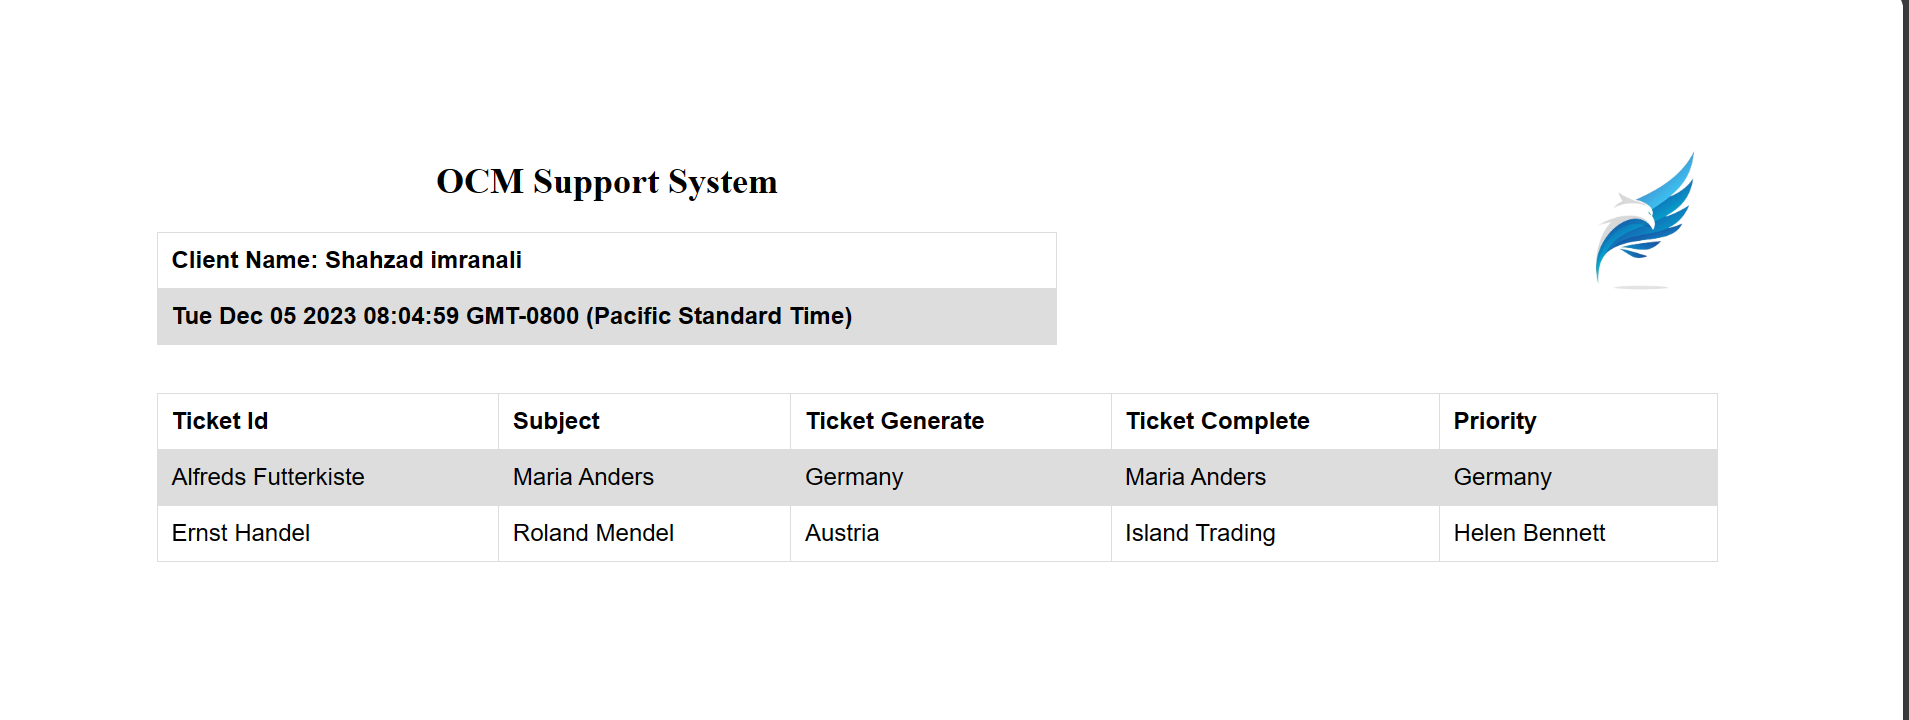 OCM Support System
Client Name: Shahzad imranali
Tue Dec 05 2023 08:04:59 GMT-0800 (Pacific Standard Time)
Ticket Id Subject Ticket Generate Ticket Complete Priority
Alfreds Futterkiste Maria Anders Germany Maria Anders Germany
Ernst Handel Roland Mendel Austria Island Trading Helen Bennett